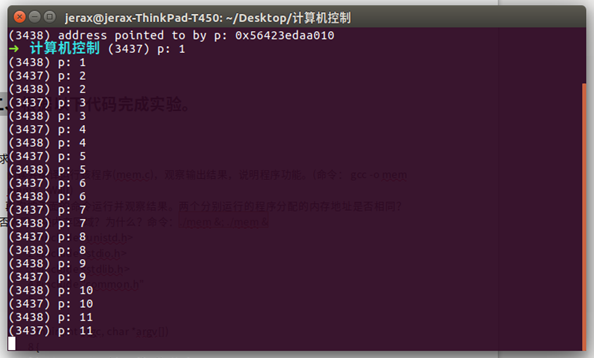 jerax@jerax-ThinkPad-T450: ~/Desktop/计算机控制
(3438) address pointed to by p: 0x56423edaa010
➜ 计算机控制 (3437) p: 1
(3438) p: 1
(3437) p: 2
(3438) p: 2
(3437) p: 3
(3438) p: 3
(3437) p: 4
(3438) p: 4
(3437) p: 5
(3438) p: 5
(3437) p: 6
(3438) p: 6
(3437) p: 7
(3438) p: 7
(3437) p: 8
(3438) p: 8
(3437) p: 9
(3438) p: 9
(3437) p: 10
(3438) p: 10
(3438) p: 11
(3437) p: 11